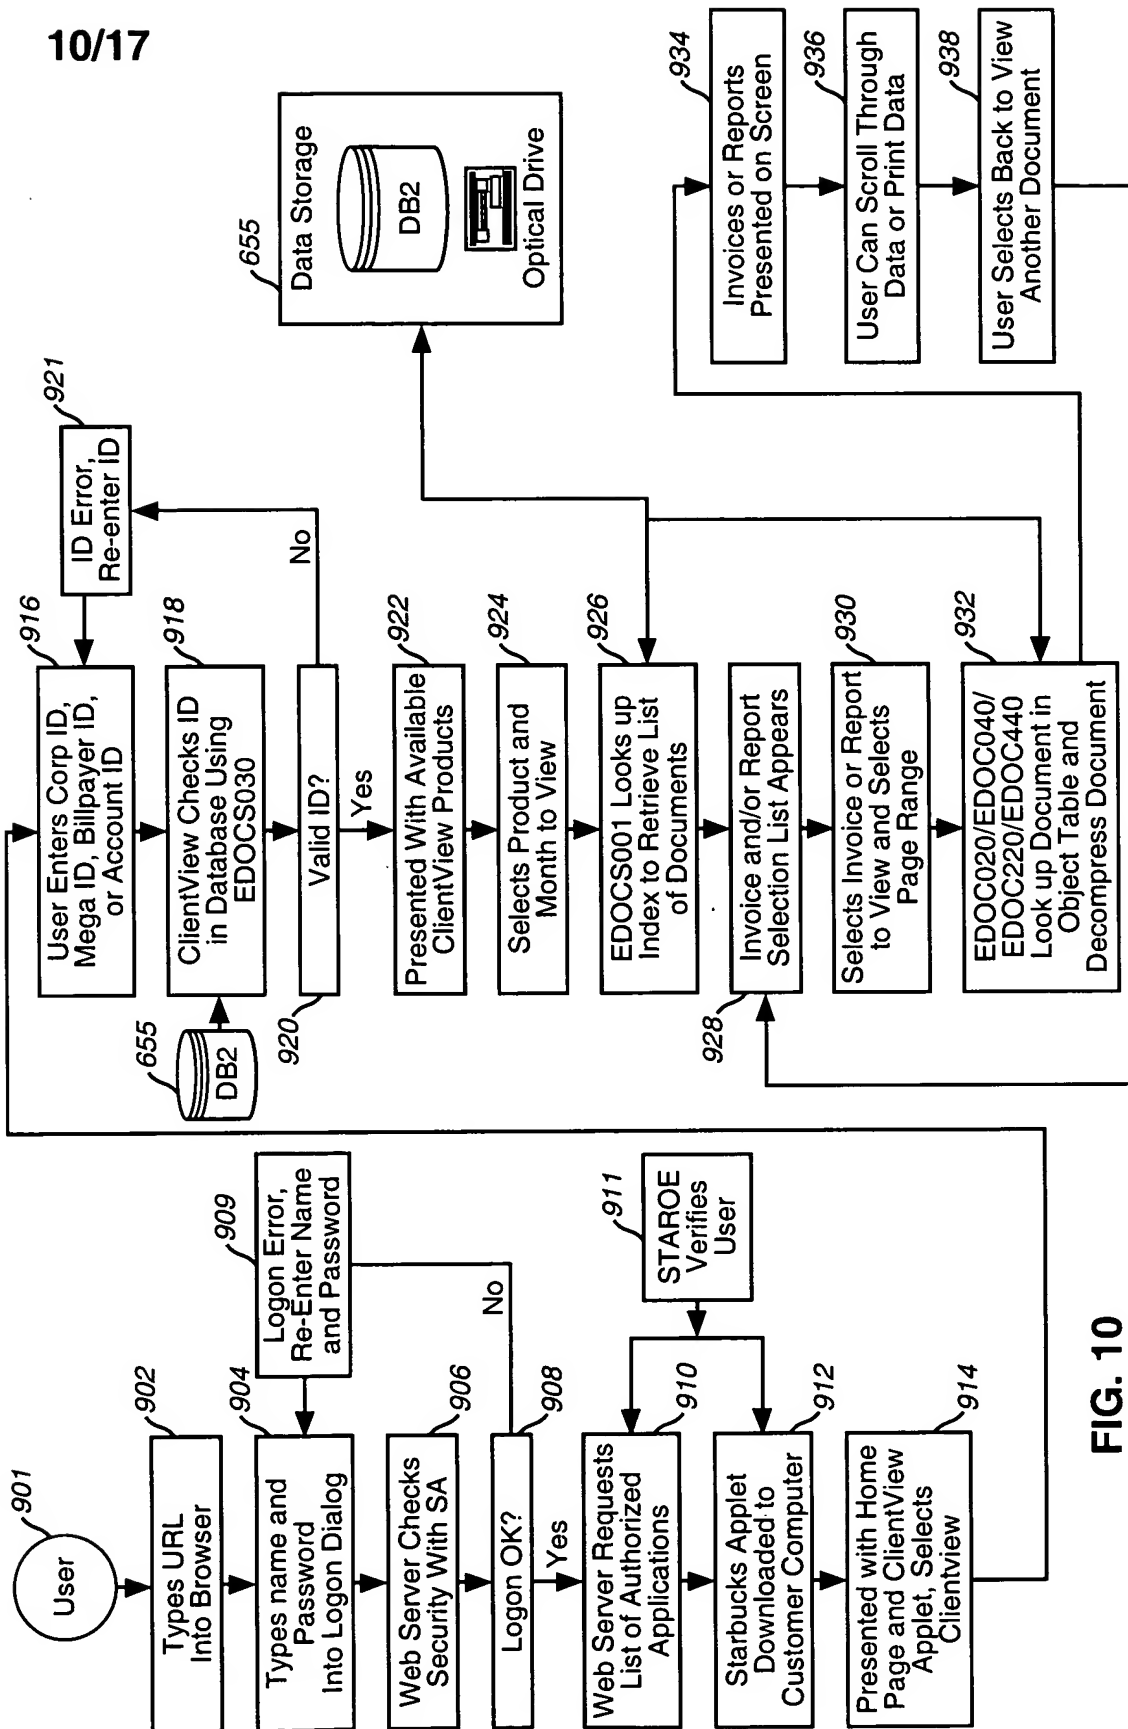 10/17
901
User
902
Types URL
Into Browser
904
Types name and
Password
Into Logon Dialog
909
Logon Error,
Re-Enter Name
and Password
906
Web Server Checks
Security With SA
908
Logon OK?
No
Yes
910
Web Server Requests
List of Authorized
Applications
911
STAROE
Verifies
User
912
Starbucks Applet
Downloaded to
Customer Computer
914
Presented with Home
Page and ClientView
Applet, Selects
Clientview
916
User Enters Corp ID,
Mega ID, Billpayer ID,
or Account ID
921
ID Error,
Re-enter ID
918
ClientView Checks ID
in Database Using
EDOCS030
655
DB2
920
Valid ID?
No
Yes
922
Presented With Available
ClientView Products
924
Selects Product and
Month to View
926
EDOCS001 Looks up
Index to Retrieve List
of Documents
655
Data Storage
DB2
Optical Drive
928
Invoice and/or Report
Selection List Appears
930
Selects Invoice or Report
to View and Selects
Page Range
932
EDOC020/EDOC040/
EDOC220/EDOC440
Look up Document in
Object Table and
Decompress Document
934
Invoices or Reports
Presented on Screen
936
User Can Scroll Through
Data or Print Data
938
User Selects Back to View
Another Document
FIG. 10